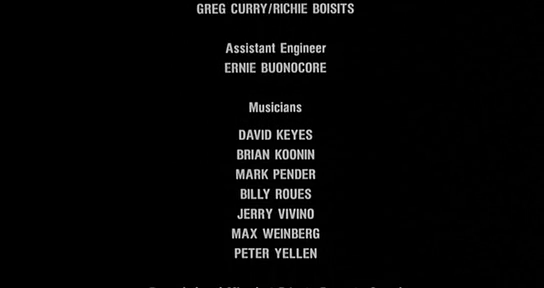 GREG CURRY/RICHIE BOISITS
Assistant Engineer
ERNIE BUONOCORE
Musicians
DAVID KEYES
BRIAN KOONIN
MARK PENDER
BILLY ROUES
JERRY VIVINO
MAX WEINBERG
PETER YELLEN